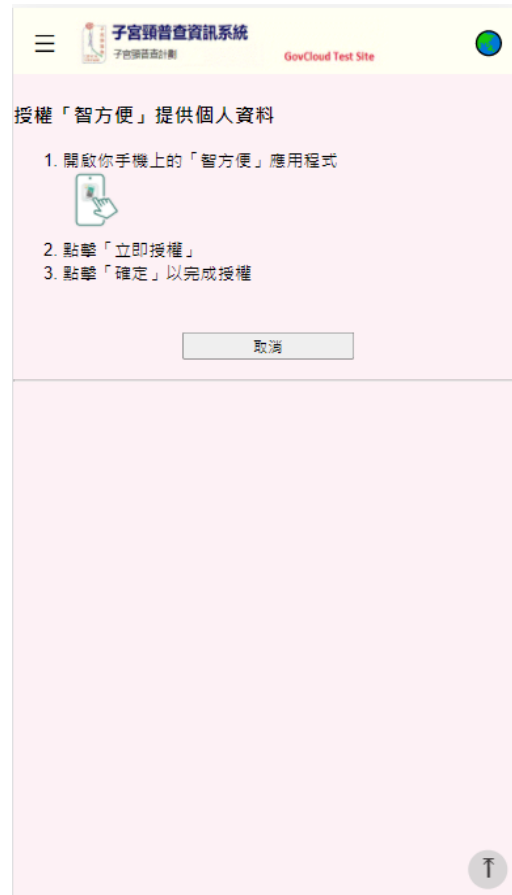 子宮頸普查資訊系統
子宮頸普查計劃
GovCloud Test Site
授權「智方便」提供個人資料
1. 開啟你手機上的「智方便」應用程式
2. 點擊「立即授權」
3. 點擊「確定」以完成授權
取消